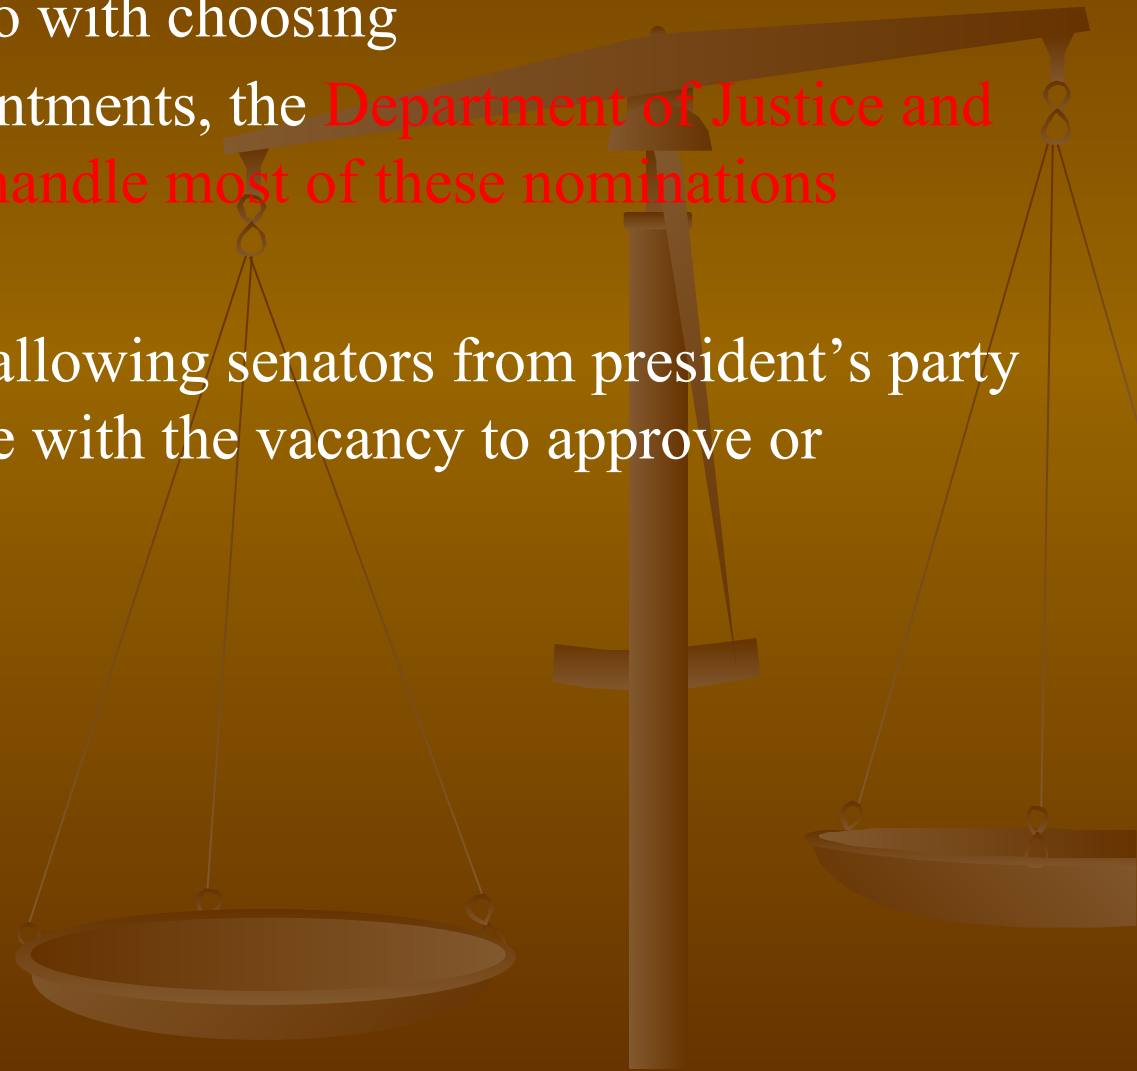 o with choosing
ntments, the Department of Justice and
handle most of these nominations
allowing senators from president’s party
e with the vacancy to approve or